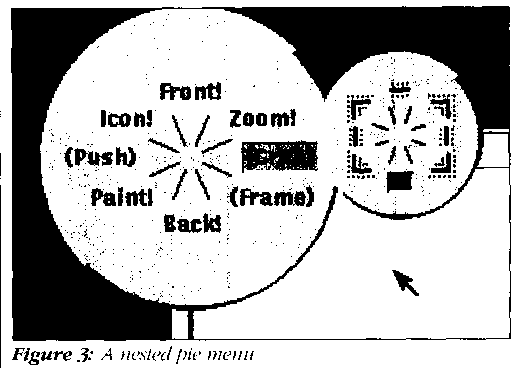 Front!
Icon! Zoom!
(Push)
Paint! (Frame)
Back!
Figure 3: A nested pie menu